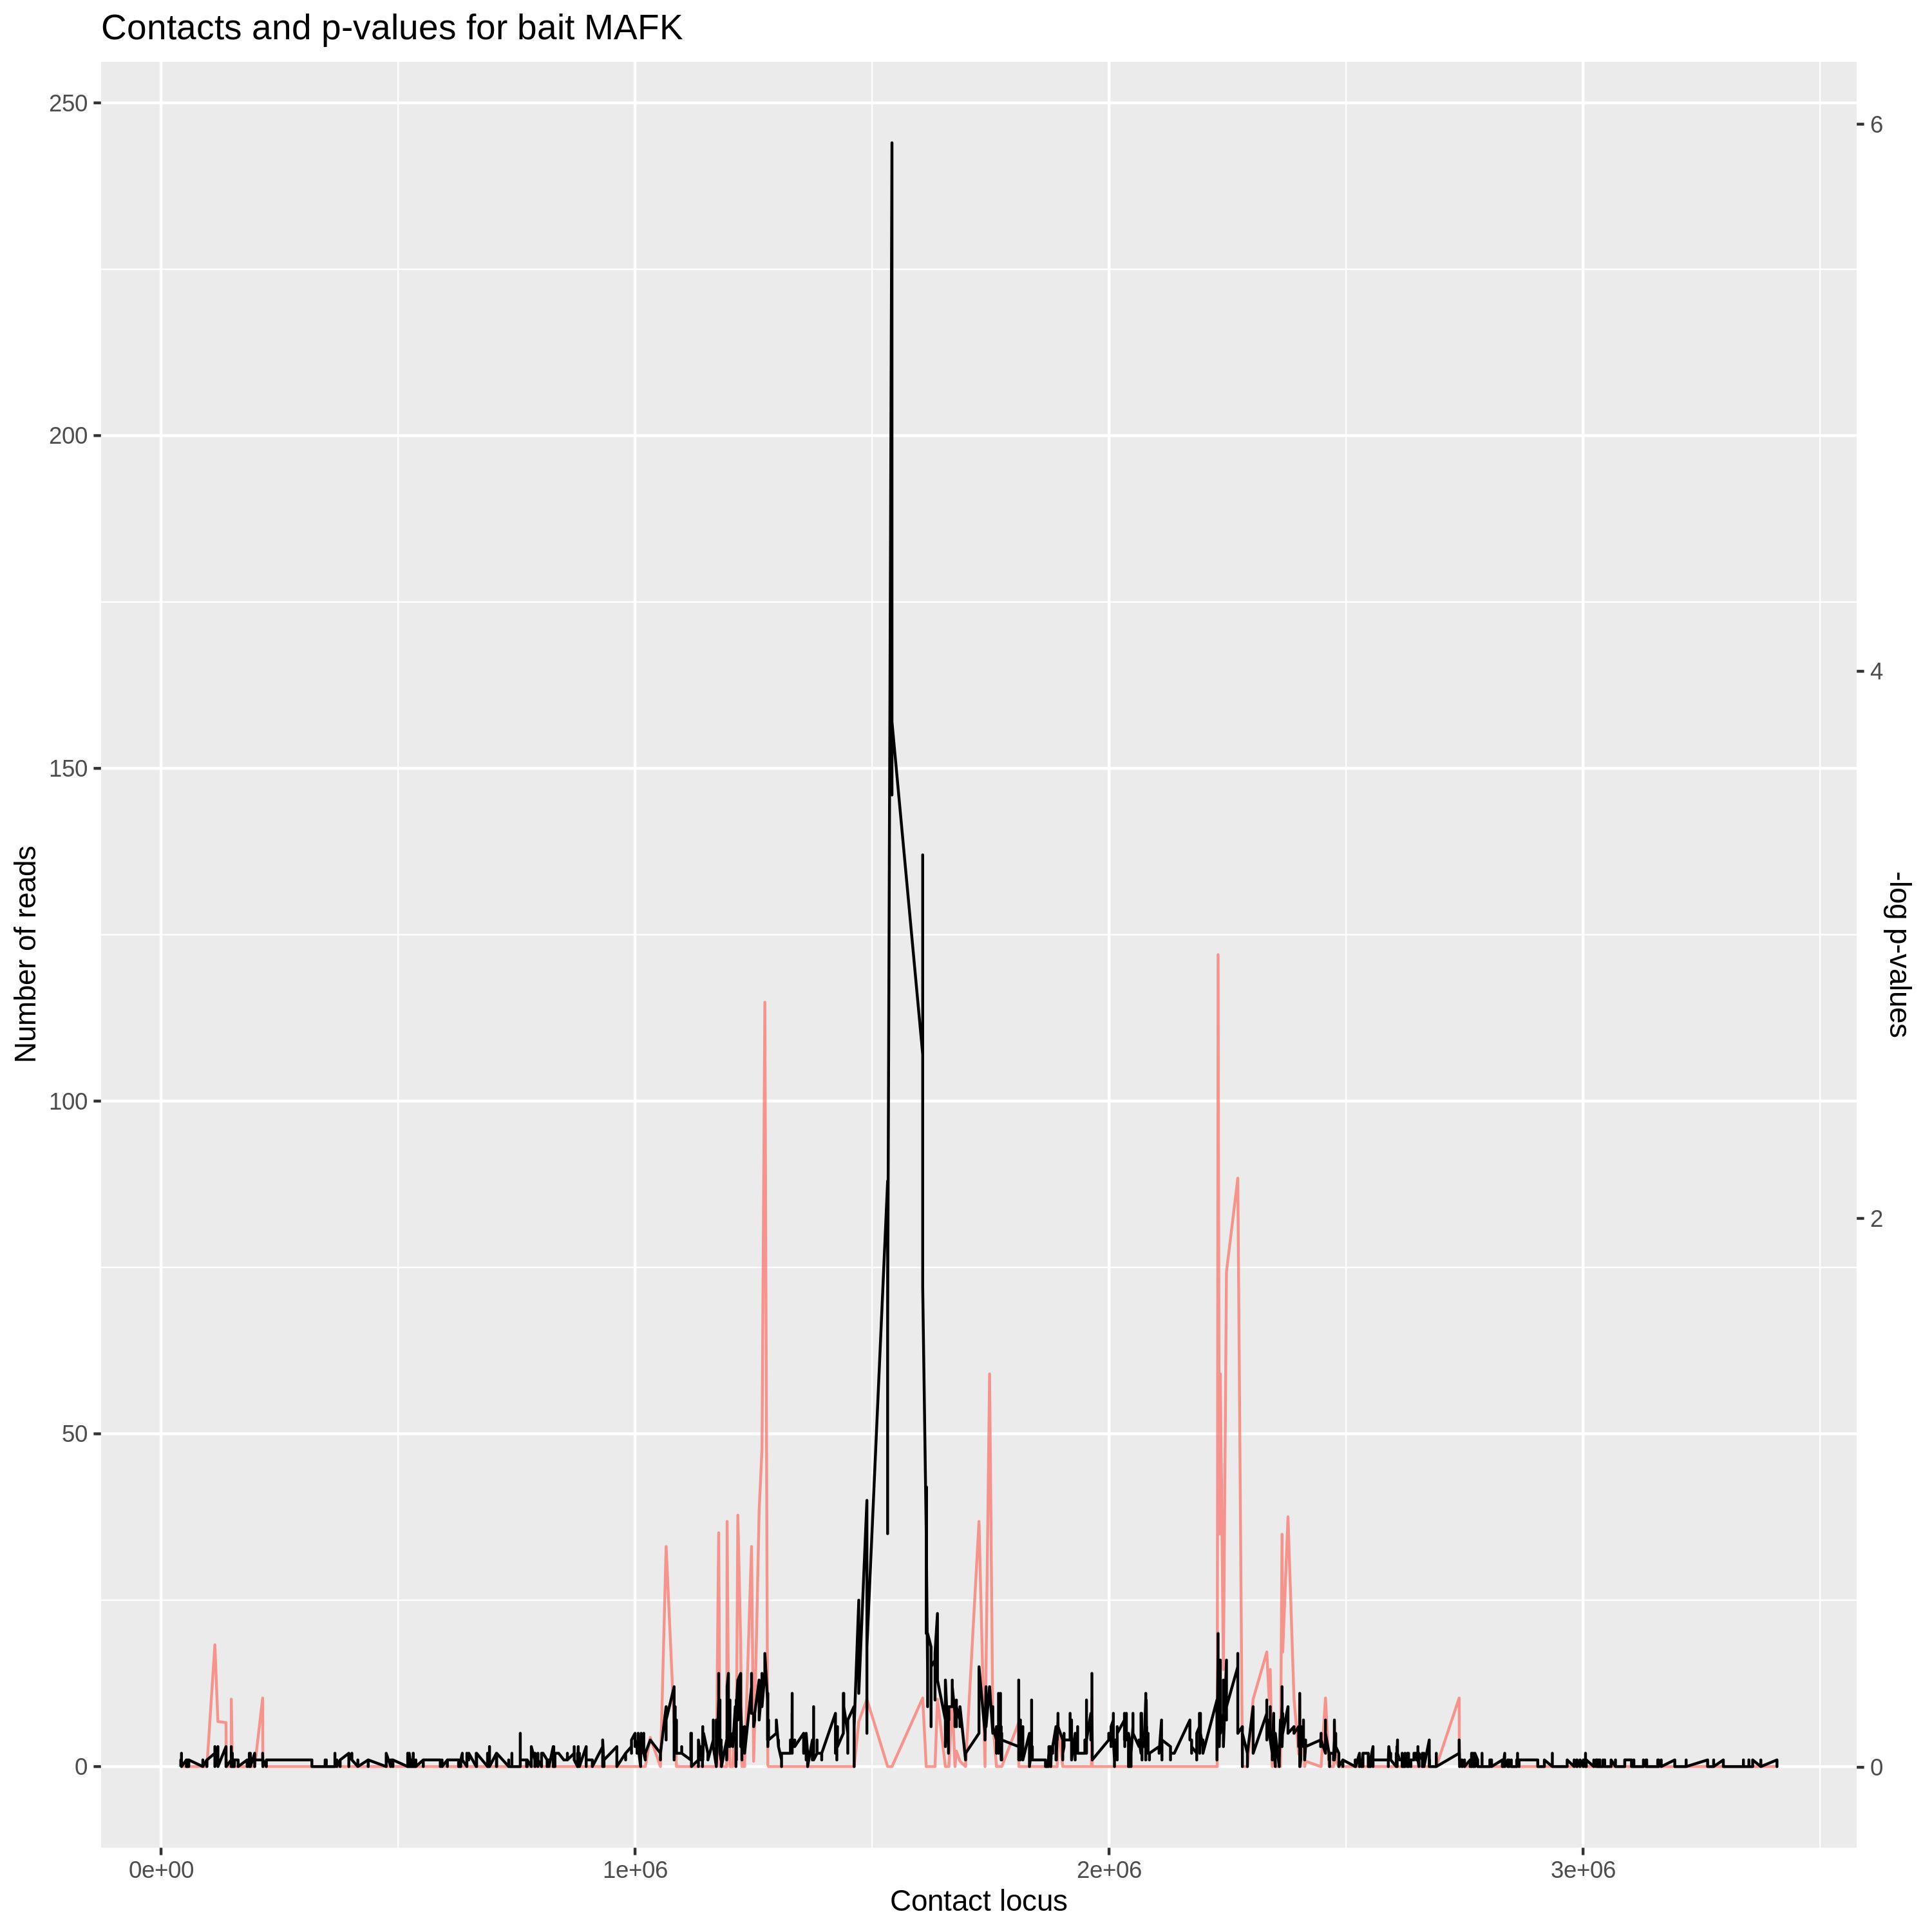 Contacts and p-values for bait MAFK
250
200
150
100
50
0
Number of reads
6
4
2
0
-log p-values
0e+00
1e+06
2e+06
3e+06
Contact locus